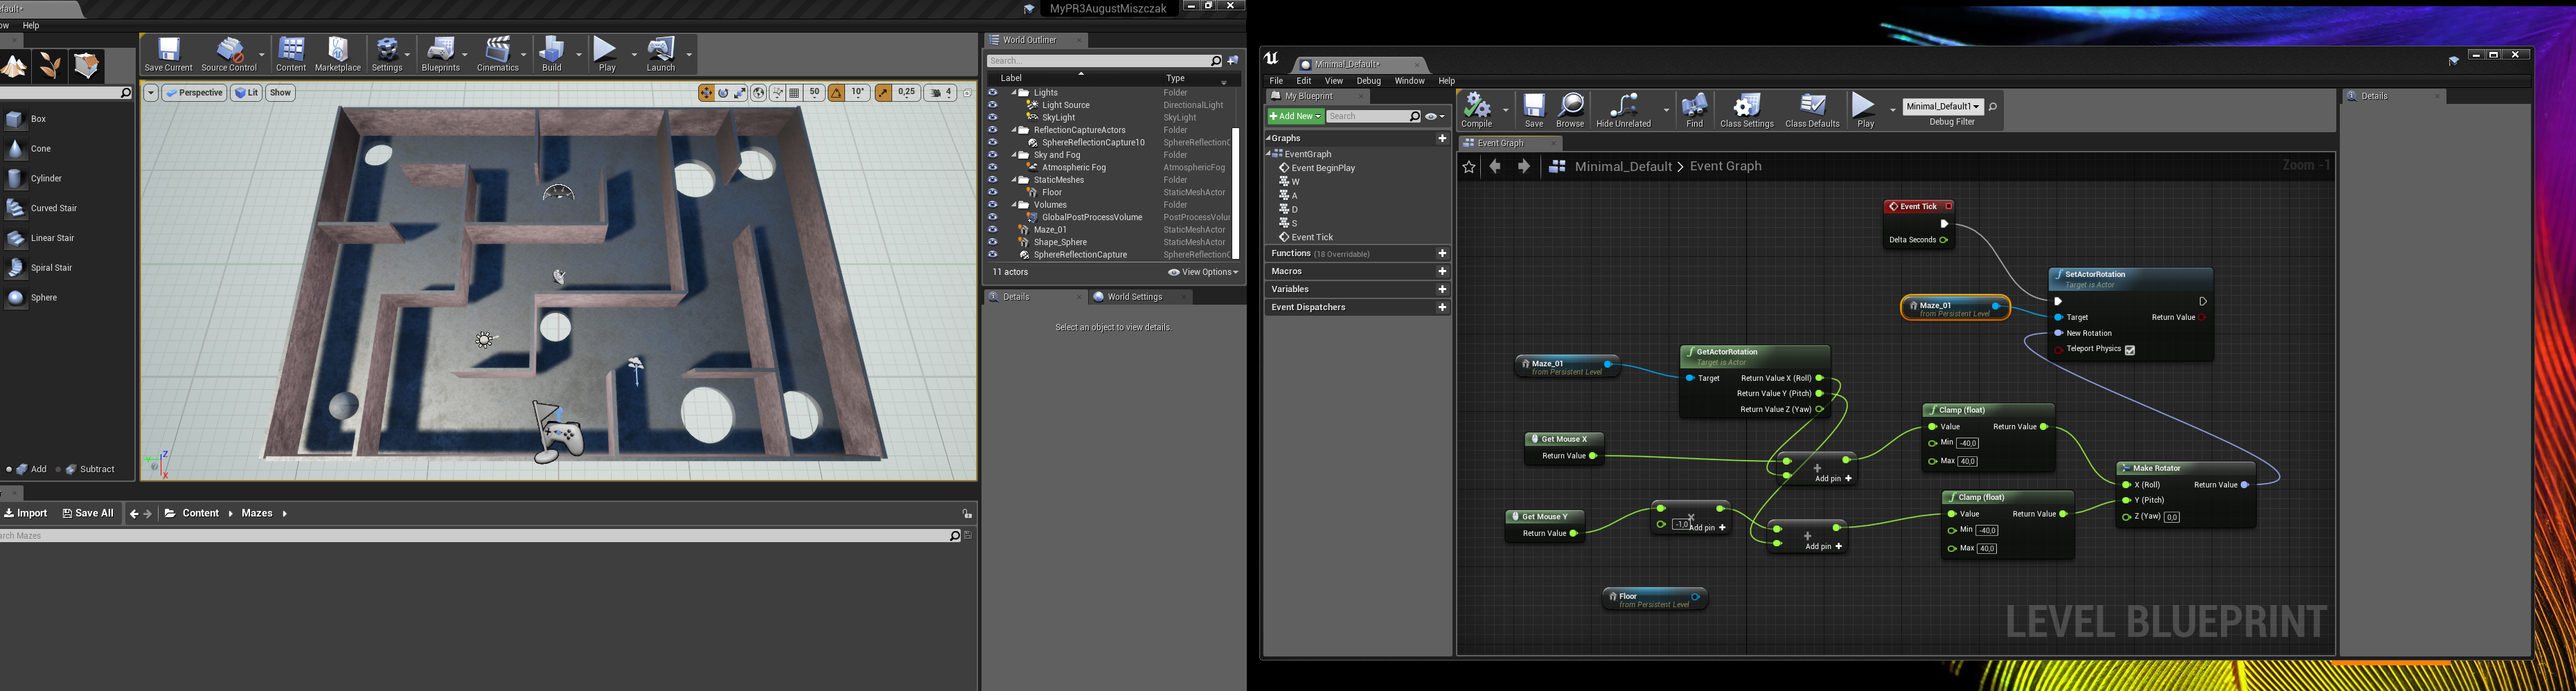 efault*
MyPR3AugustMiszczak
ow Help
Save Current Source Control Content Marketplace Settings Blueprints Cinematics Build Play Launch
Perspective Lit Show 50 10° 0,25 4
Box
Cone
Cylinder
Curved Stair
Linear Stair
Spiral Stair
Sphere
Add Subtract
Z
X
World Outliner
Search...
Label Type
Lights Folder
Light Source DirectionalLight
SkyLight SkyLight
ReflectionCaptureActors Folder
SphereReflectionCapture10 SphereReflectionC
Sky and Fog Folder
Atmospheric Fog AtmosphericFog
StaticMeshes Folder
Floor StaticMeshActor
Volumes Folder
GlobalPostProcessVolume PostProcessVolu
Maze_01 StaticMeshActor
Shape_Sphere StaticMeshActor
SphereReflectionCapture SphereReflectionC
11 actors View Options
Details World Settings
Select an object to view details.
Import Save All Content Mazes
arch Mazes
Minimal_Default*
File Edit View Debug Window Help
My Blueprint
Add New Search
Graphs
EventGraph
Event BeginPlay
W
A
D
S
Event Tick
Functions (18 Overridable)
Macros
Variables
Event Dispatchers
Compile Save Browse Hide Unrelated Find Class Settings Class Defaults Play
Minimal_Default1
Debug Filter
Event Graph
Minimal_Default > Event Graph
Zoom -1
Event Tick
Delta Seconds
SetActorRotation
Target is Actor
Target Return Value
New Rotation
Teleport Physics
Maze_01
from Persistent Level
Maze_01
from Persistent Level
GetActorRotation
Target is Actor
Target Return Value X (Roll)
Return Value Y (Pitch)
Return Value Z (Yaw)
Get Mouse X
Return Value
Add pin +
Clamp (float)
Value Return Value
Min -40,0
Max 40,0
Get Mouse Y
Return Value
-1,0 Add pin +
Add pin +
Clamp (float)
Value Return Value
Min -40,0
Max 40,0
Make Rotator
X (Roll) Return Value
Y (Pitch)
Z (Yaw) 0,0
Floor
from Persistent Level
LEVEL BLUEPRINT
Details